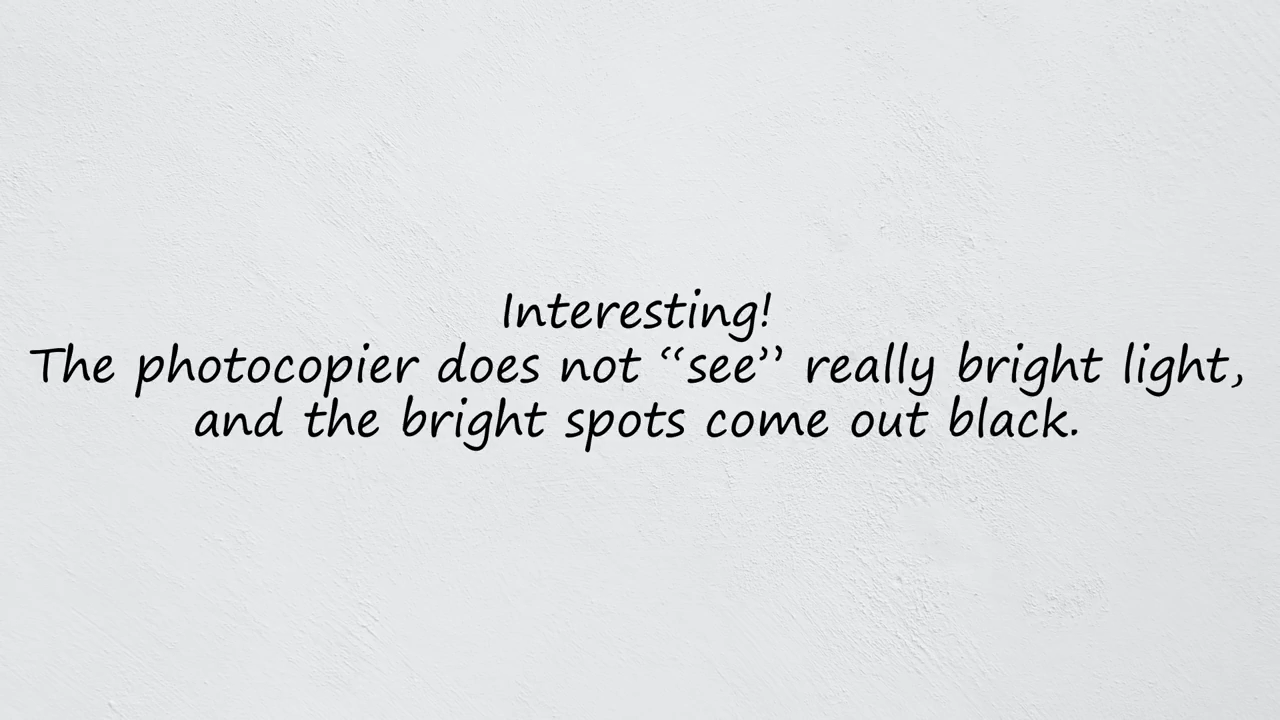 Interesting!
The photocopier does not “see” really bright light,
and the bright spots come out black.